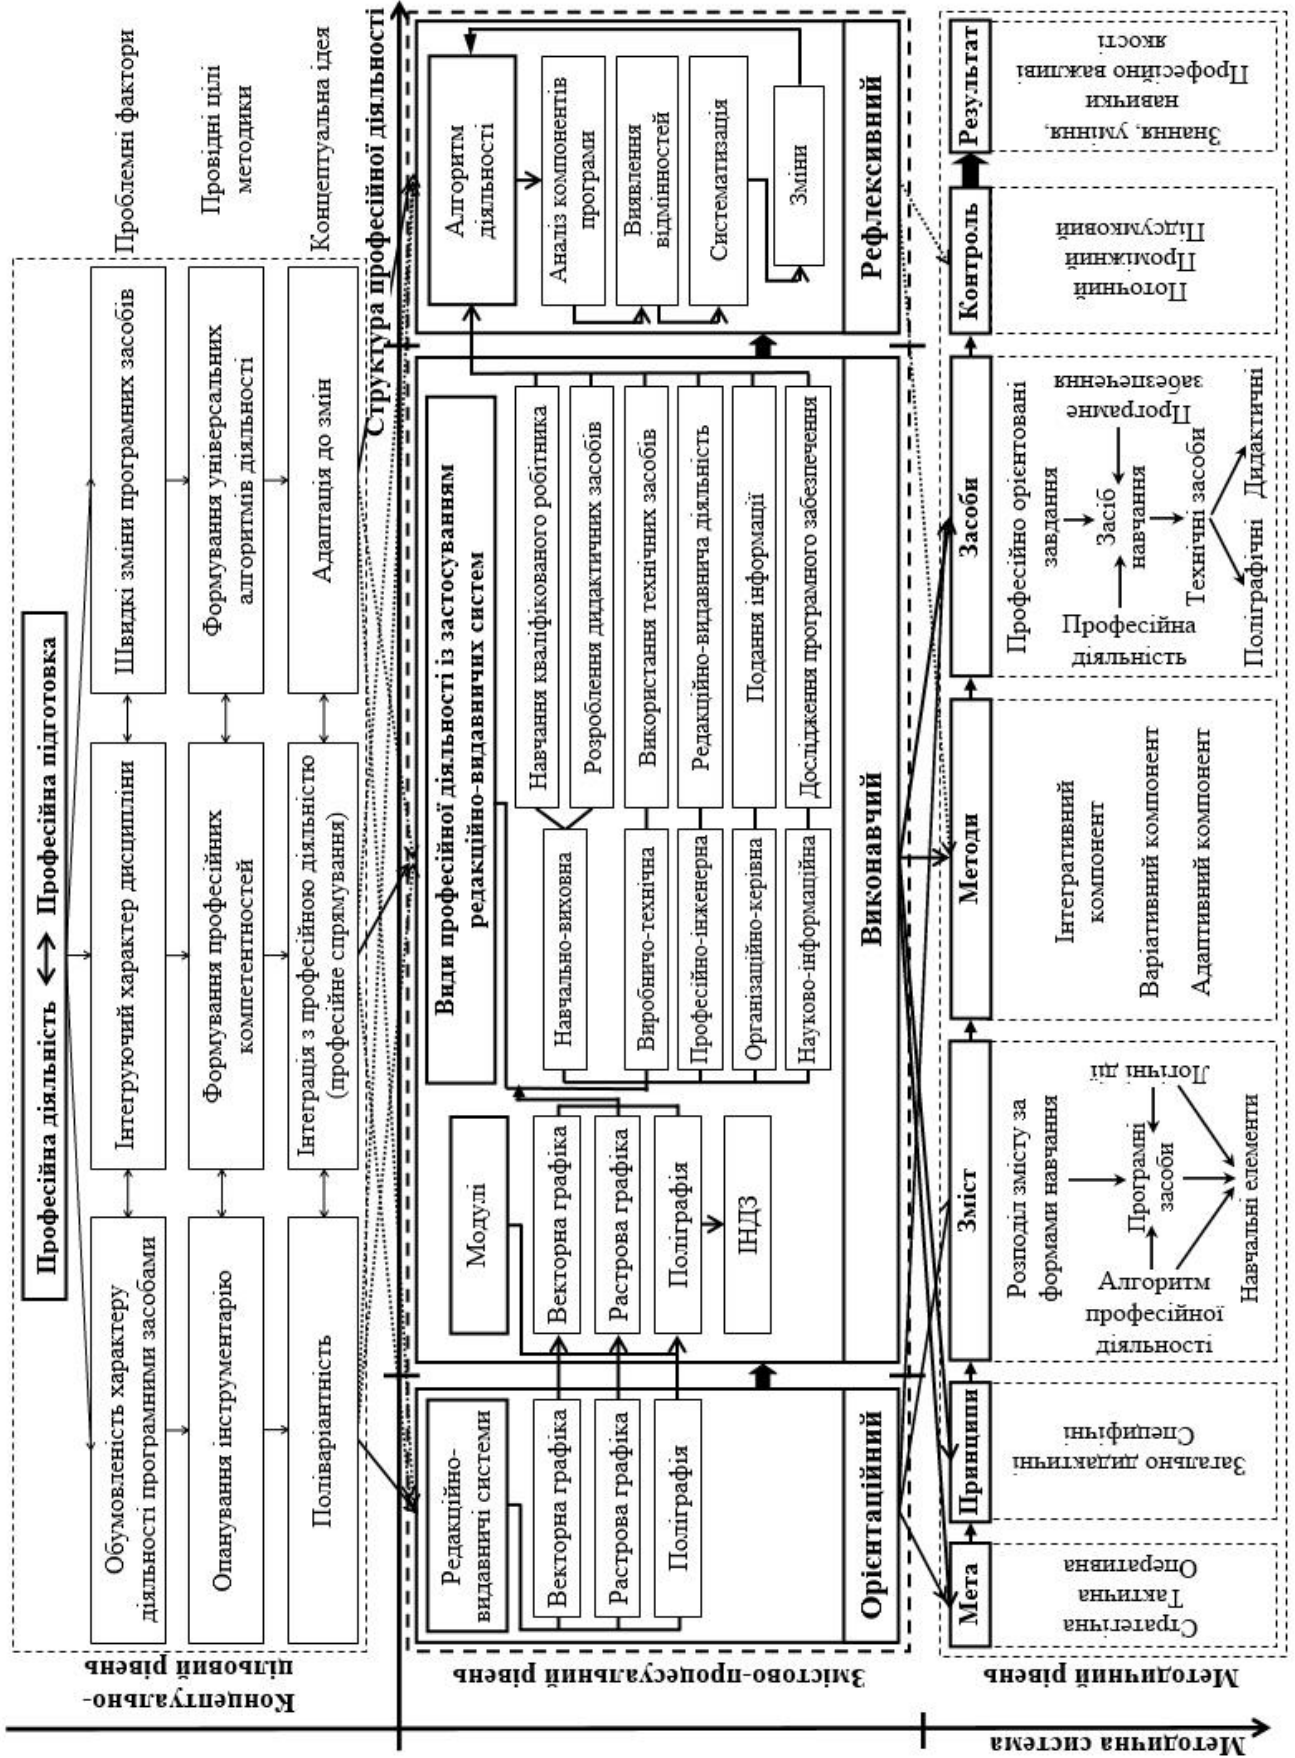 Професійна діяльність ⟷ Професійна підготовка
Концептуально-
цільовий рівень
Обумовленість характеру
діяльності програмними засобами
Інтегруючий характер дисципліни
Швидкі зміни програмних засобів
Проблемні фактори
Опанування інструментарію
Формування професійних
компетентностей
Формування універсальних
алгоритмів діяльності
Провідні цілі
методики
Поліваріантність
Інтеграція з професійною діяльністю
(професійне спрямування)
Адаптація до змін
Концептуальна ідея
Структура професійної діяльності
Змістово-процесуальний рівень
Редакційно-
видавничі системи
Векторна графіка
Растрова графіка
Поліграфія
Орієнтаційний
Модулі
Векторна графіка
Растрова графіка
Поліграфія
ІНДЗ
Види професійної діяльності із застосуванням
редакційно-видавничих систем
Навчально-виховна
Виробничо-технічна
Професійно-інженерна
Організаційно-керівна
Науково-інформаційна
Навчання кваліфікованого робітника
Розроблення дидактичних засобів
Використання технічних засобів
Редакційно-видавнича діяльність
Подання інформації
Дослідження програмного забезпечення
Виконавчий
Алгоритм
діяльності
Аналіз компонентів
програми
Виявлення
відмінностей
Систематизація
Зміни
Рефлексивний
Методичний рівень
Методична система
Мета
Стратегічна
Тактична
Оперативна
Принципи
Загально дидактичні
Специфічні
Зміст
Розподіл змісту за
формами навчання
Програмні
засоби
Логічні дії
Алгоритм
професійної
діяльності
Навчальні елементи
Методи
Інтегративний
компонент
Варіативний компонент
Адаптивний компонент
Засоби
Професійно орієнтовані
завдання
Програмне
забезпечення
Засіб
навчання
Професійна
діяльність
Технічні засоби
Поліграфічні
Дидактичні
Контроль
Поточний
Проміжний
Підсумковий
Результат
Знання, уміння,
навички
Професійно важливі
якості